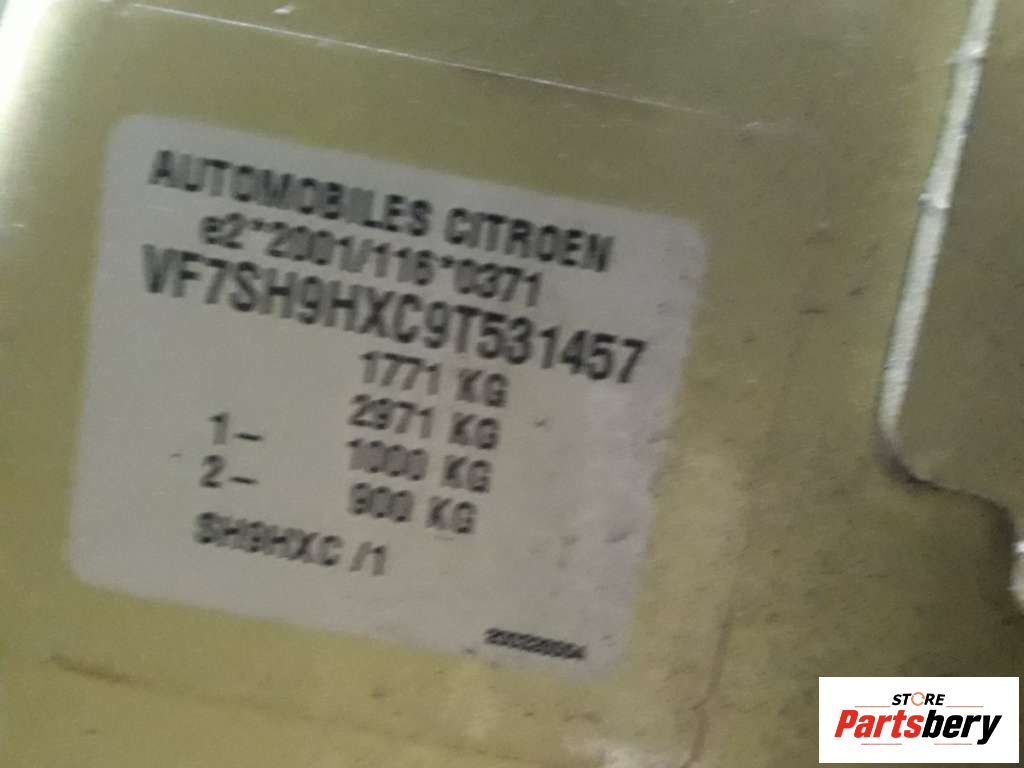 AUTOMOBILES CITROEN
e2*2001/116*0371
VF7SH9HXC9T531457
1771 KG
2971 KG
1- 1000 KG
2- 900 KG
SH9HXC /1
STORE
Partsbery